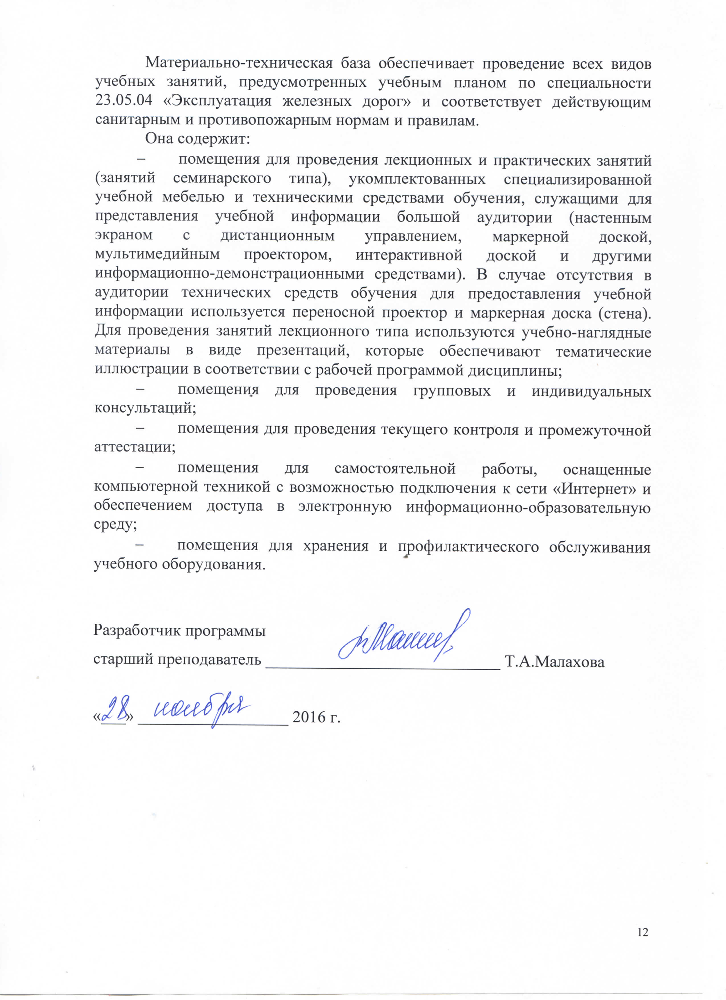 Материально-техническая база обеспечивает проведение всех видов
учебных занятий, предусмотренных учебным планом по специальности
23.05.04 «Эксплуатация железных дорог» и соответствует действующим
санитарным и противопожарным нормам и правилам.
Она содержит:
– помещения для проведения лекционных и практических занятий
(занятий семинарского типа), укомплектованных специализированной
учебной мебелью и техническими средствами обучения, служащими для
представления учебной информации большой аудитории (настенным
экраном с дистанционным управлением, маркерной доской,
мультимедийным проектором, интерактивной доской и другими
информационно-демонстрационными средствами). В случае отсутствия в
аудитории технических средств обучения для предоставления учебной
информации используется переносной проектор и маркерная доска (стена).
Для проведения занятий лекционного типа используются учебно-наглядные
материалы в виде презентаций, которые обеспечивают тематические
иллюстрации в соответствии с рабочей программой дисциплины;
– помещения для проведения групповых и индивидуальных
консультаций;
– помещения для проведения текущего контроля и промежуточной
аттестации;
– помещения для самостоятельной работы, оснащенные
компьютерной техникой с возможностью подключения к сети «Интернет» и
обеспечением доступа в электронную информационно-образовательную
среду;
– помещения для хранения и профилактического обслуживания
учебного оборудования.
Разработчик программы
старший преподаватель Т.А.Малахова
«28» ноября 2016 г.
12